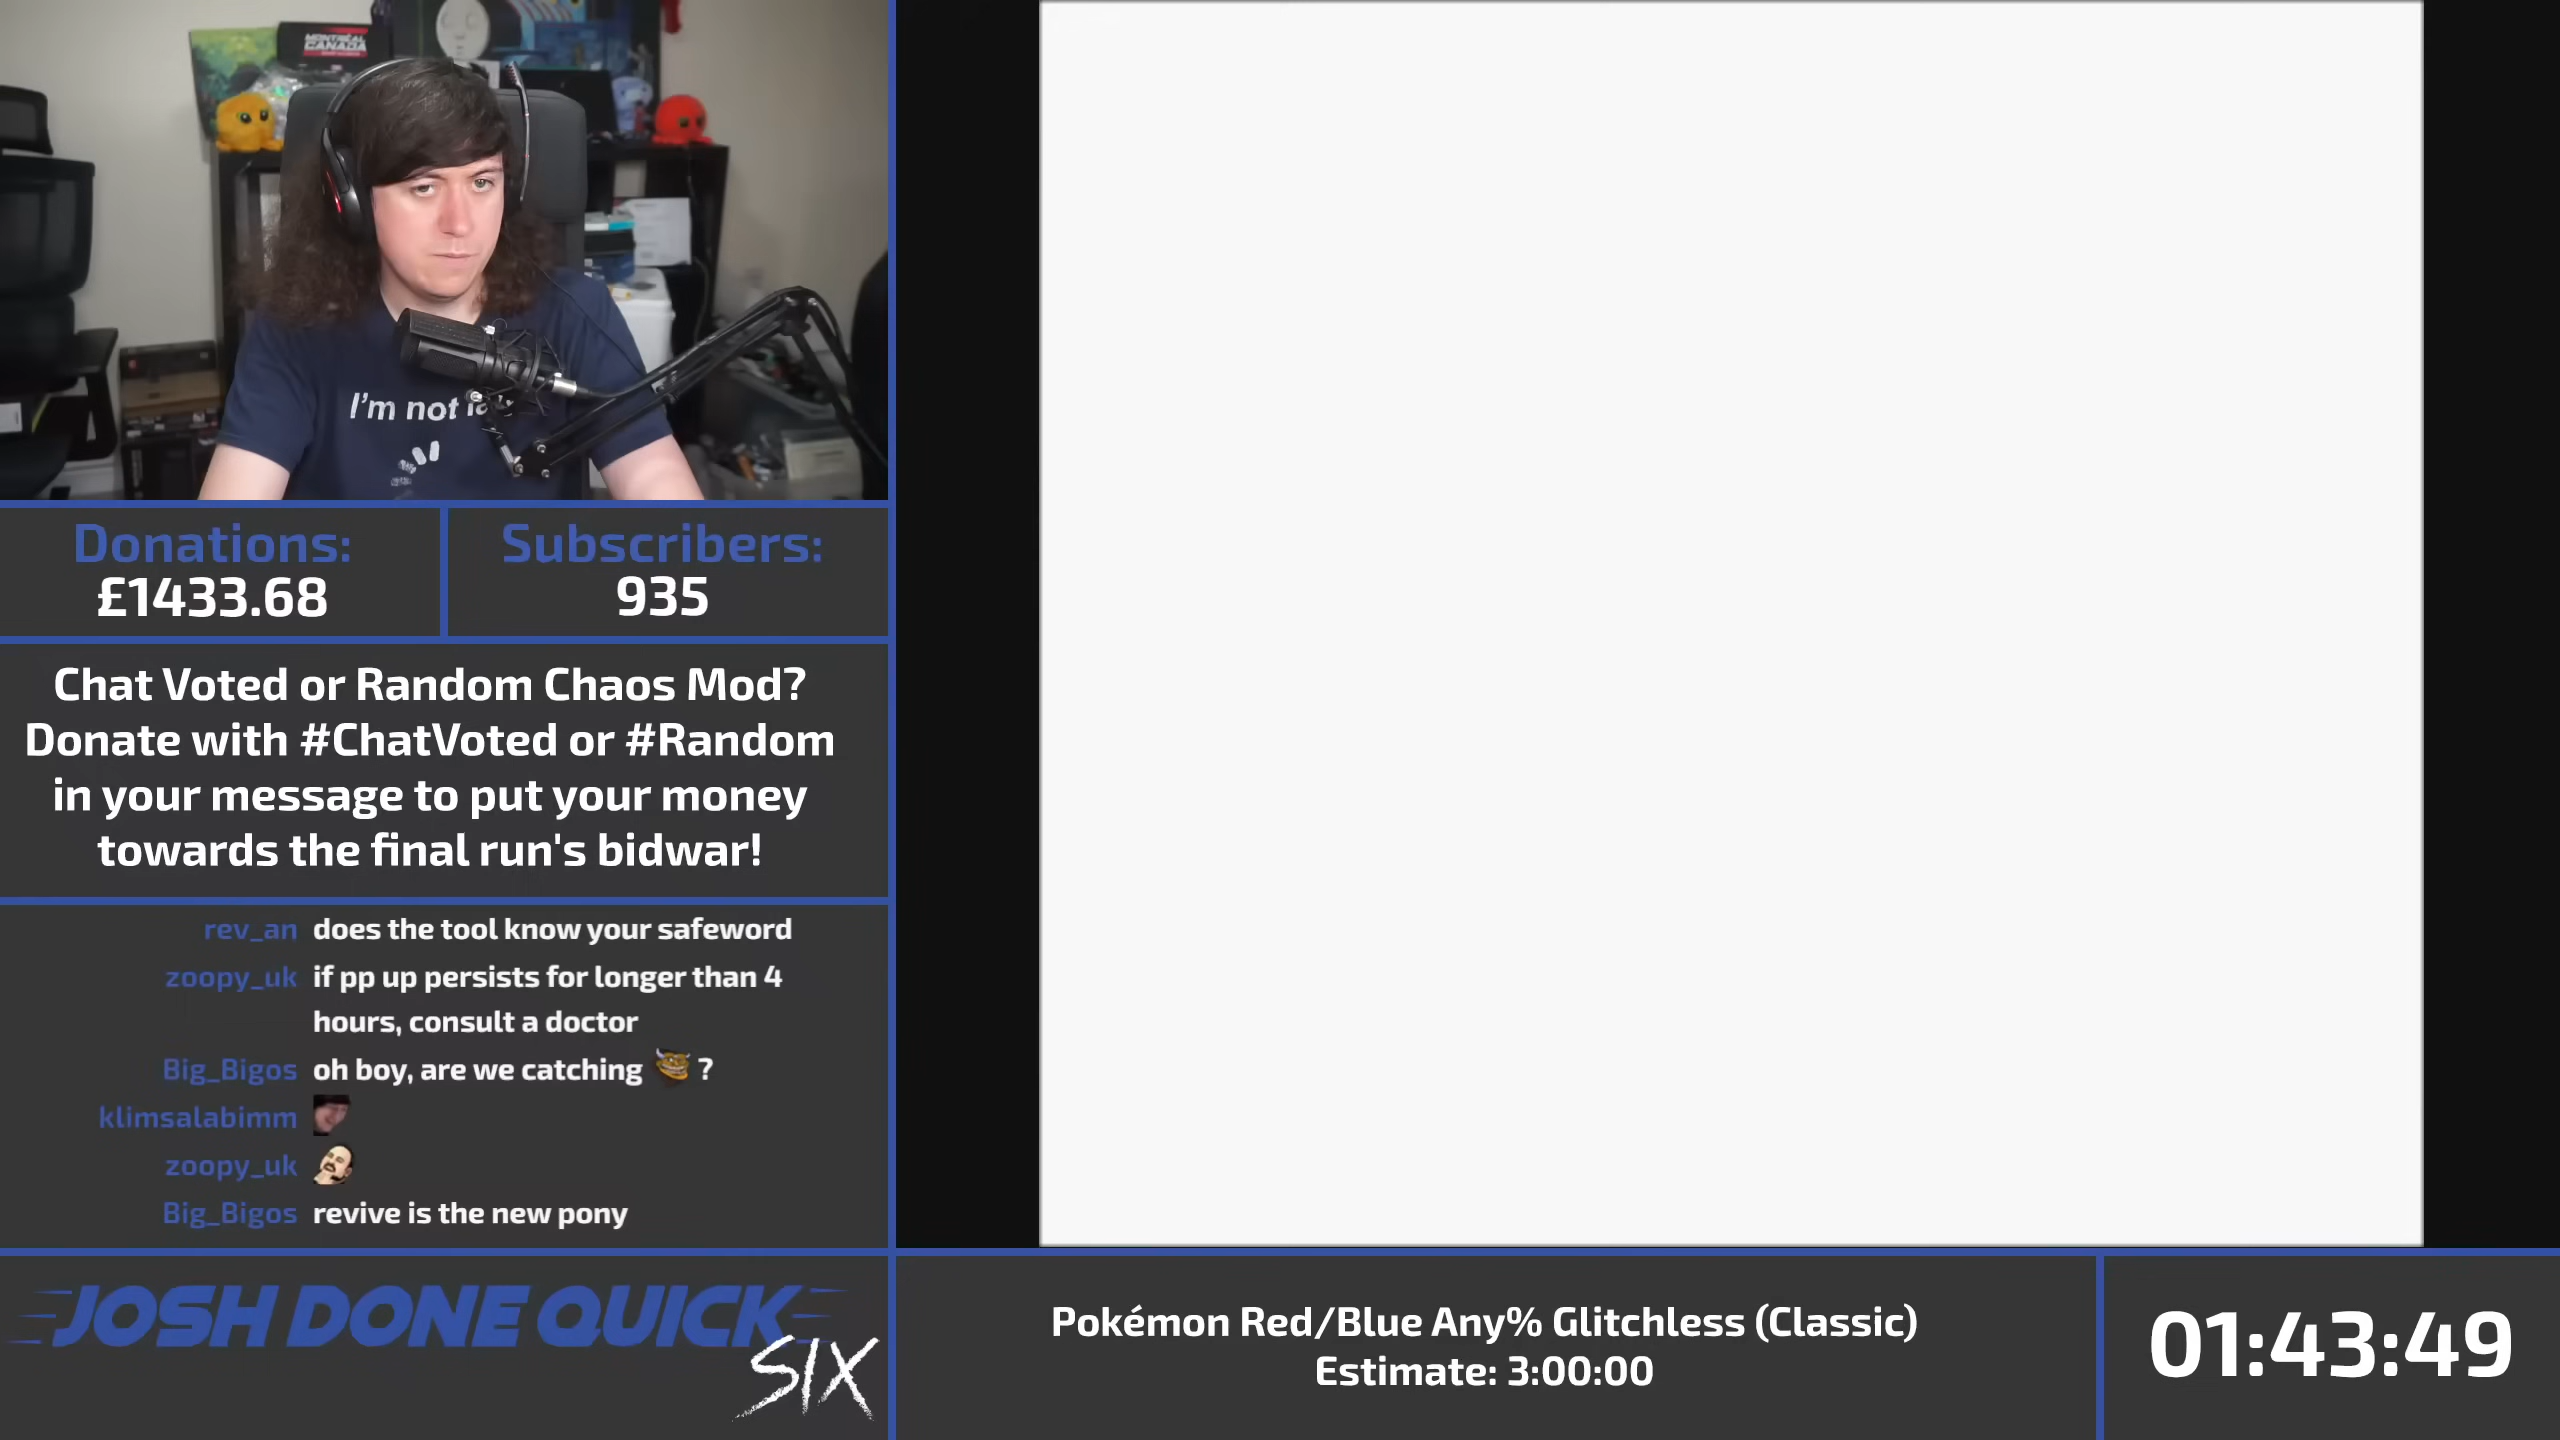 MONTRÉAL
CANADA
I'm not
Donations:
£1433.68
Subscribers:
935
Chat Voted or Random Chaos Mod?
Donate with #ChatVoted or #Random
in your message to put your money
towards the final run's bidwar!
rev_an does the tool know your safeword
zoopy_uk if pp up persists for longer than 4
hours, consult a doctor
Big_Bigos oh boy, are we catching ?
klimsalabimm
zoopy_uk
Big_Bigos revive is the new pony
JOSH DONE QUICK
SIX
Pokémon Red/Blue Any% Glitchless (Classic)
Estimate: 3:00:00
01:43:49